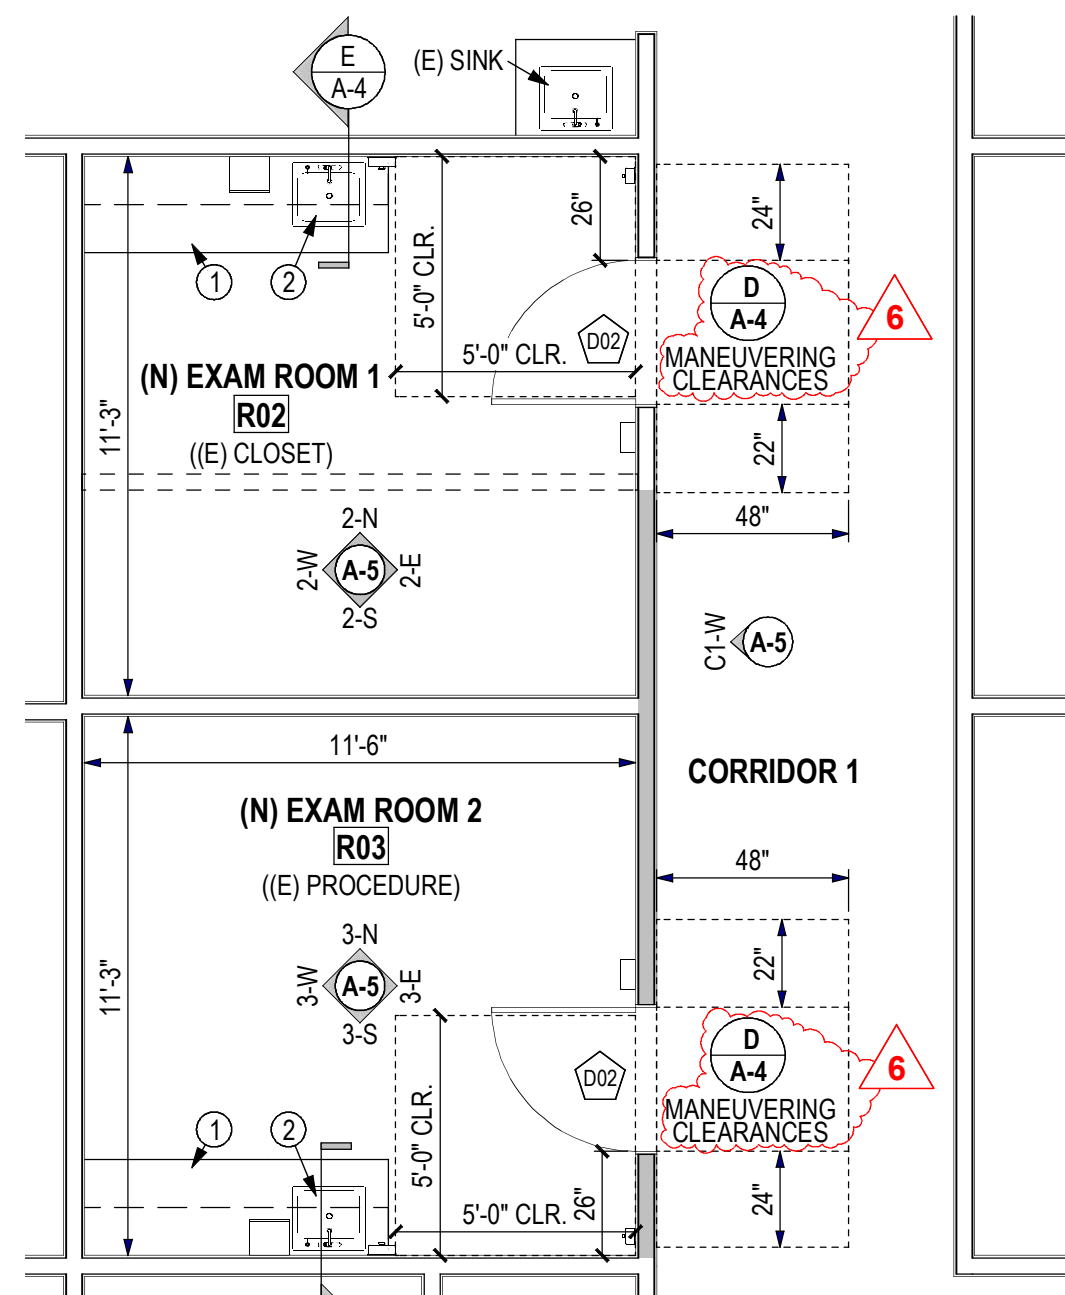 E
A-4
(E) SINK
26"
24"
5'-0" CLR.
1
2
D
A-4
6
D02
5'-0" CLR.
MANEUVERING
CLEARANCES
(N) EXAM ROOM 1
R02
((E) CLOSET)
11'-3"
22"
48"
2-N
2-W
A-5
2-E
2-S
C1-W
A-5
11'-6"
CORRIDOR 1
(N) EXAM ROOM 2
R03
((E) PROCEDURE)
48"
3-N
3-W
A-5
3-E
3-S
11'-3"
22"
D
A-4
6
D02
MANEUVERING
CLEARANCES
1
2
5'-0" CLR.
5'-0" CLR.
26"
24"